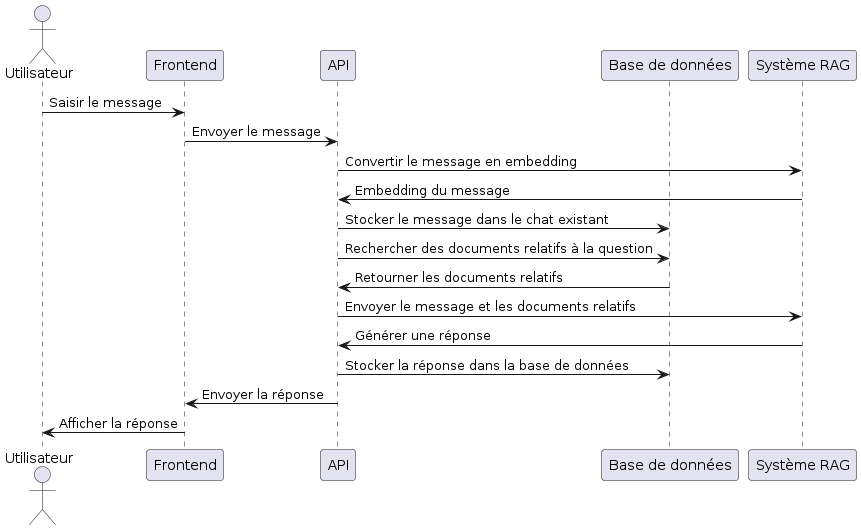 Utilisateur
Frontend
API
Base de données
Système RAG
Saisir le message
Envoyer le message
Convertir le message en embedding
Embedding du message
Stocker le message dans le chat existant
Rechercher des documents relatifs à la question
Retourner les documents relatifs
Envoyer le message et les documents relatifs
Générer une réponse
Stocker la réponse dans la base de données
Envoyer la réponse
Afficher la réponse
Utilisateur
Frontend
API
Base de données
Système RAG